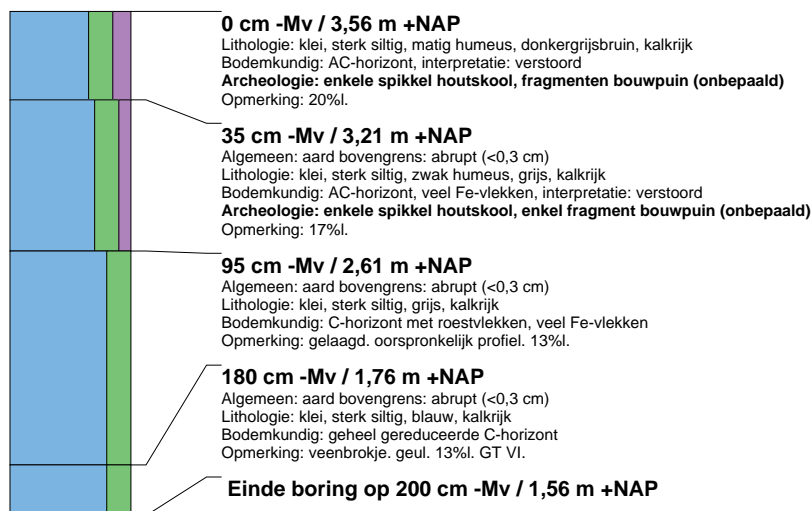 0 cm -Mv / 3,56 m +NAP
Lithologie: klei, sterk siltig, matig humeus, donkergrijsbruin, kalkrijk
Bodemkundig: AC-horizont, interpretatie: verstoord
Archeologie: enkele spikkel houtskool, fragmenten bouwpuin (onbepaald)
Opmerking: 20%l.
35 cm -Mv / 3,21 m +NAP
Algemeen: aard bovengrens: abrupt (<0,3 cm)
Lithologie: klei, sterk siltig, zwak humeus, grijs, kalkrijk
Bodemkundig: AC-horizont, veel Fe-vlekken, interpretatie: verstoord
Archeologie: enkele spikkel houtskool, enkel fragment bouwpuin (onbepaald)
Opmerking: 17%l.
95 cm -Mv / 2,61 m +NAP
Algemeen: aard bovengrens: abrupt (<0,3 cm)
Lithologie: klei, sterk siltig, grijs, kalkrijk
Bodemkundig: C-horizont met roestvlekken, veel Fe-vlekken
Opmerking: gelaagd. oorspronkelijk profiel. 13%l.
180 cm -Mv / 1,76 m +NAP
Algemeen: aard bovengrens: abrupt (<0,3 cm)
Lithologie: klei, sterk siltig, blauw, kalkrijk
Bodemkundig: geheel gereduceerde C-horizont
Opmerking: veenbrokje. geul. 13%l. GT VI.
Einde boring op 200 cm -Mv / 1,56 m +NAP